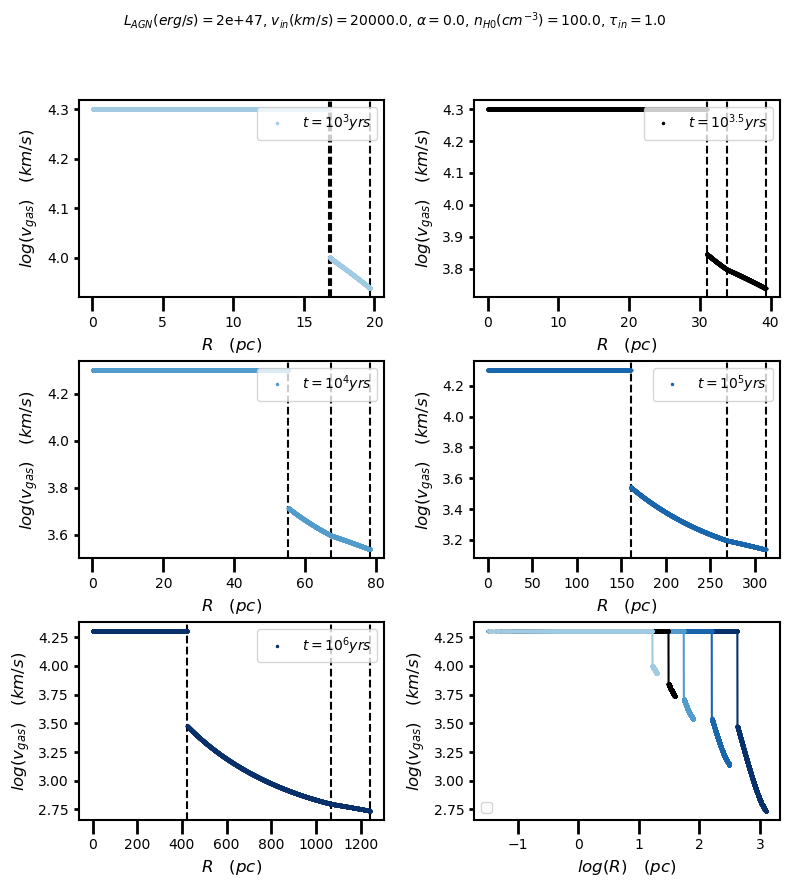 L_AGN(erg/s) = 2e+47, v_in(km/s) = 20000.0, α = 0.0, n_H0(cm^−3) = 100.0, τ_in = 1.0
4.3
4.2
4.1
4.0
log(v_gas) (km/s)
t = 10^3 yrs
0 5 10 15 20
R (pc)
4.3
4.2
4.1
4.0
3.9
3.8
log(v_gas) (km/s)
t = 10^3.5 yrs
0 10 20 30 40
R (pc)
4.2
4.0
3.8
3.6
log(v_gas) (km/s)
t = 10^4 yrs
0 20 40 60 80
R (pc)
4.2
4.0
3.8
3.6
3.4
3.2
log(v_gas) (km/s)
t = 10^5 yrs
0 50 100 150 200 250 300
R (pc)
4.25
4.00
3.75
3.50
3.25
3.00
2.75
log(v_gas) (km/s)
t = 10^6 yrs
0 200 400 600 800 1000 1200
R (pc)
4.25
4.00
3.75
3.50
3.25
3.00
2.75
log(v_gas) (km/s)
−1 0 1 2 3
log(R) (pc)